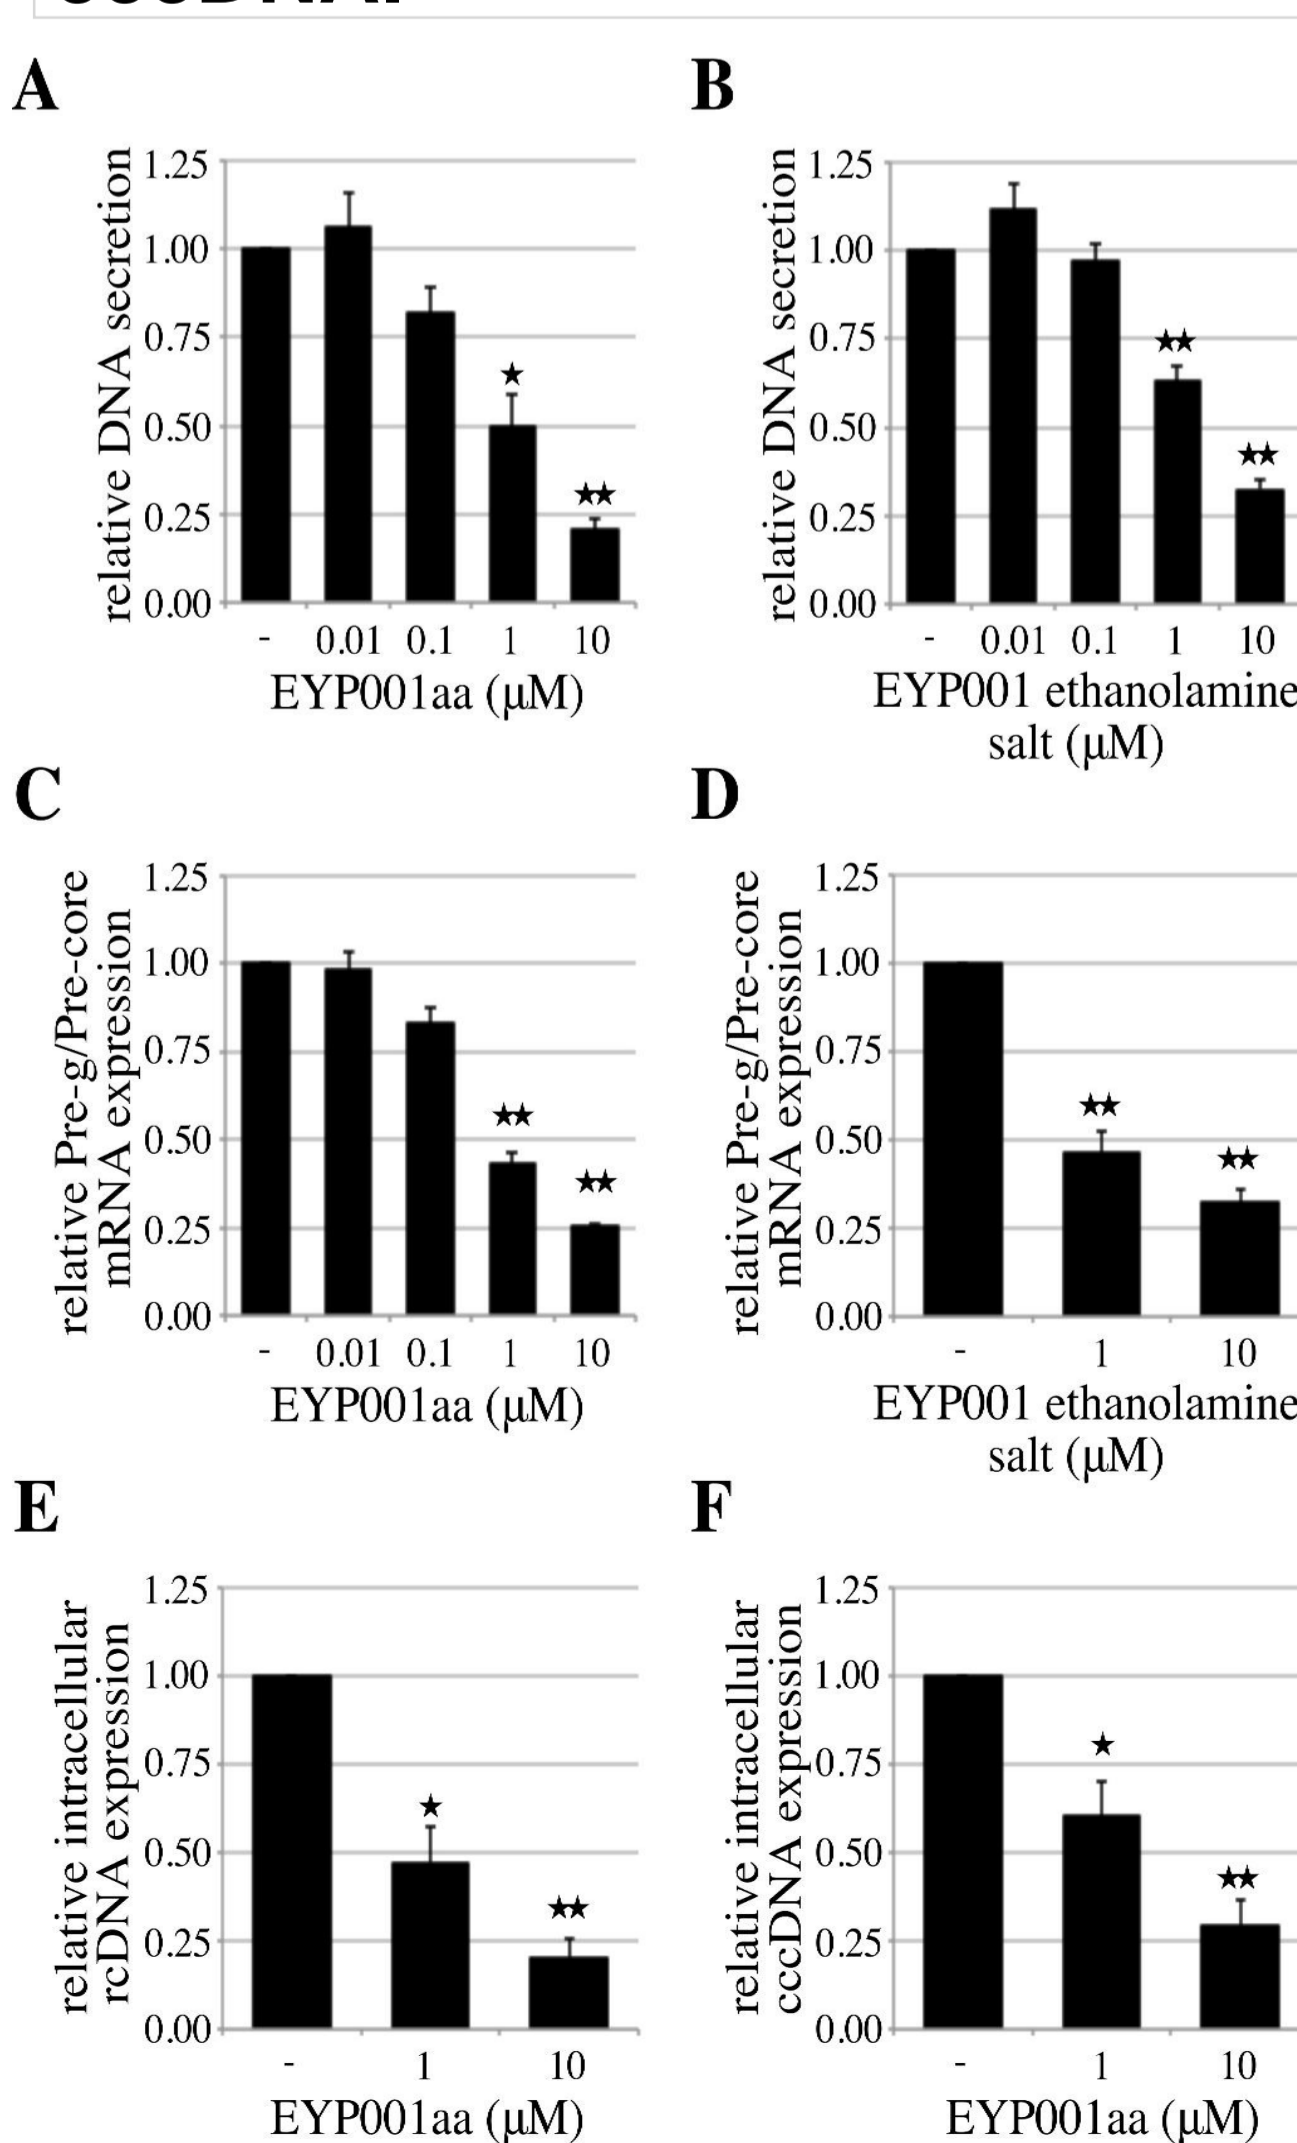 A
relative DNA secretion
1.25
1.00
0.75
0.50
0.25
0.00
★
★★
- 0.01 0.1 1 10
EYP001aa (μM)
B
relative DNA secretion
1.25
1.00
0.75
0.50
0.25
0.00
★★
★★
- 0.01 0.1 1 10
EYP001 ethanolamine
salt (μM)
C
relative Pre-g/Pre-core
mRNA expression
1.25
1.00
0.75
0.50
0.25
0.00
★★
★★
- 0.01 0.1 1 10
EYP001aa (μM)
D
relative Pre-g/Pre-core
mRNA expression
1.25
1.00
0.75
0.50
0.25
0.00
★★
★★
- 1 10
EYP001 ethanolamine
salt (μM)
E
relative intracellular
rcDNA expression
1.25
1.00
0.75
0.50
0.25
0.00
★
★★
- 1 10
EYP001aa (μM)
F
relative intracellular
cccDNA expression
1.25
1.00
0.75
0.50
0.25
0.00
★
★★
- 1 10
EYP001aa (μM)